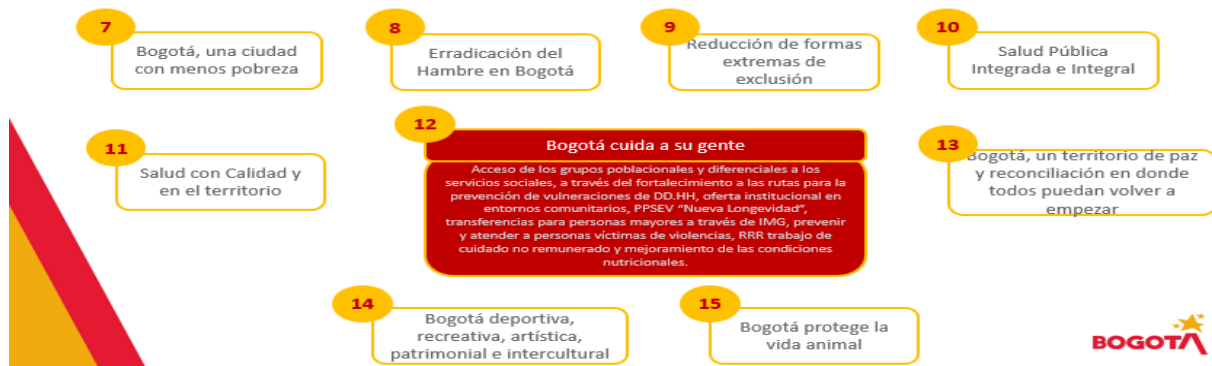 7
Bogotá, una ciudad
con menos pobreza
8
Erradicación del
Hambre en Bogotá
9
Reducción de formas
extremas de
exclusión
10
Salud Pública
Integrada e Integral
11
Salud con Calidad y
en el territorio
12
Bogotá cuida a su gente
Acceso de los grupos poblacionales y diferenciales a los
servicios sociales, a través del fortalecimiento a las rutas para la
prevención de vulneraciones de DD.HH, oferta institucional en
entornos comunitarios, PPSEV “Nueva Longevidad”,
transferencias para personas mayores a través de IMG, prevenir
y atender a personas víctimas de violencias, RRR trabajo de
cuidado no remunerado y mejoramiento de las condiciones
nutricionales.
13
Bogotá, un territorio de paz
y reconciliación en donde
todos puedan volver a
empezar
14
Bogotá deportiva,
recreativa, artística,
patrimonial e intercultural
15
Bogotá protege la
vida animal
BOGOTÁ